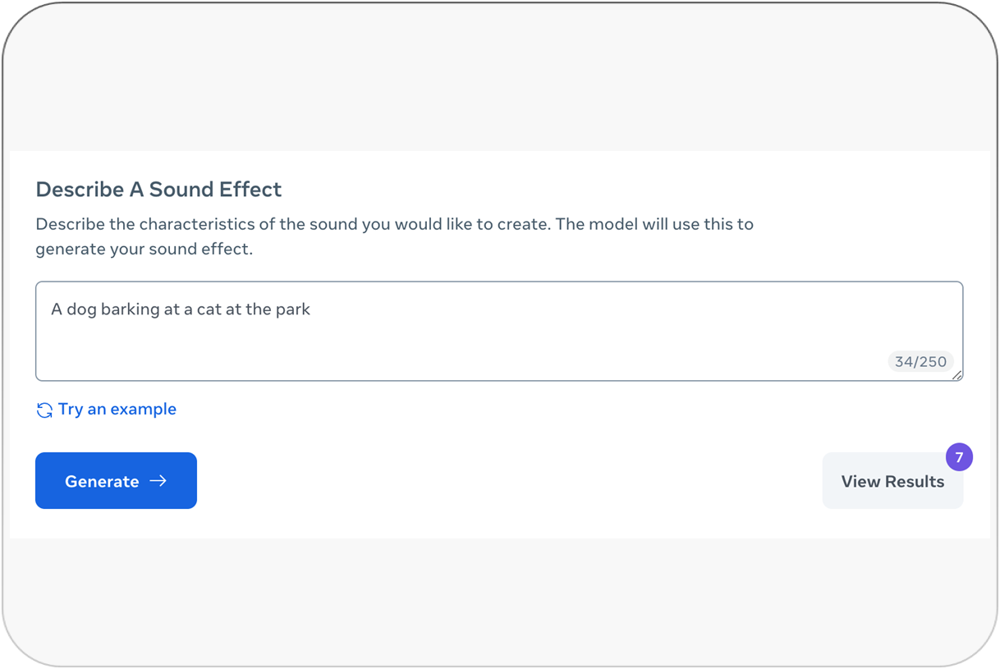 Describe A Sound Effect
Describe the characteristics of the sound you would like to create. The model will use this to
generate your sound effect.
A dog barking at a cat at the park
34/250
Try an example
7
Generate
View Results